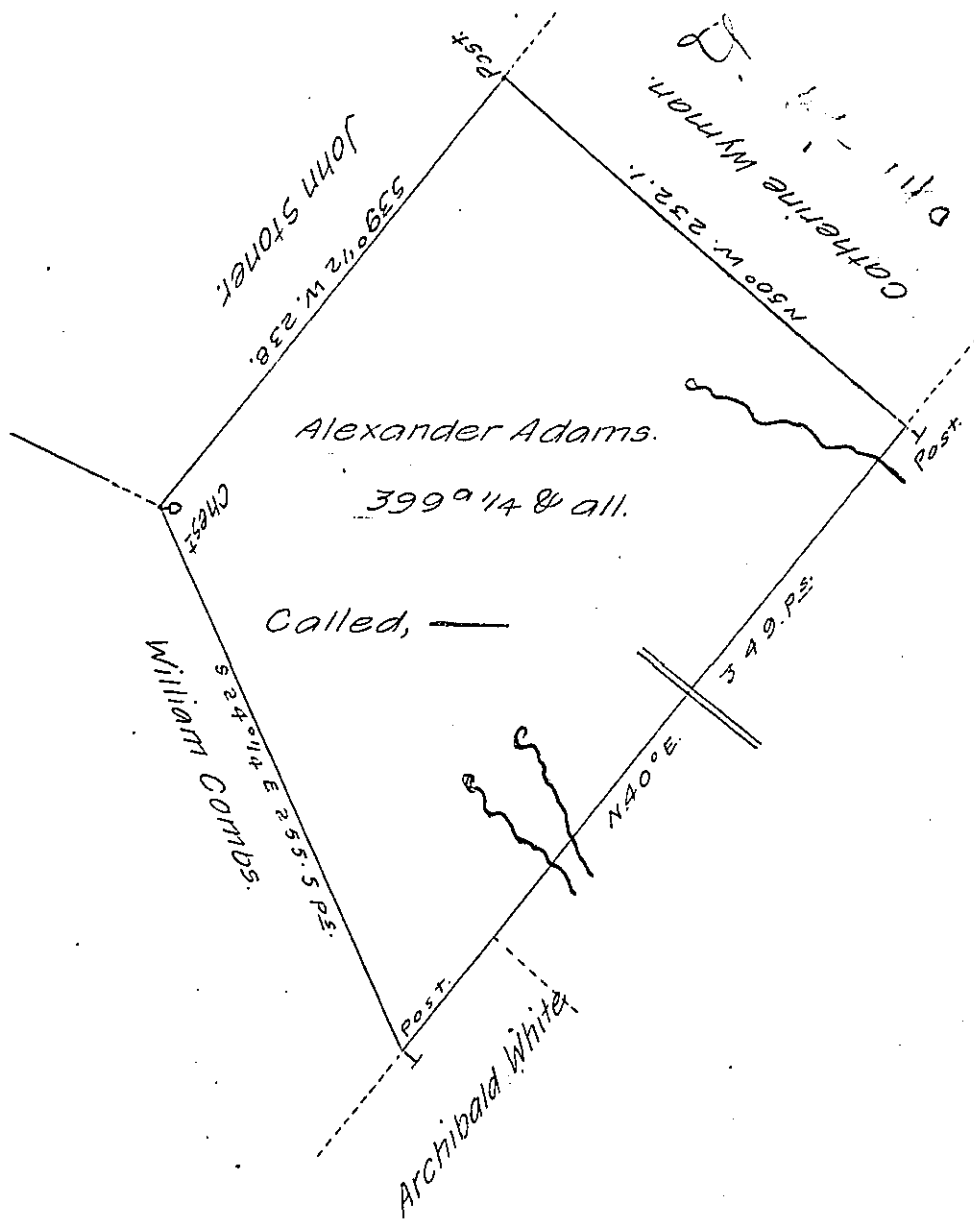 Post.
John Stoner.
S39°1/2 W. 238.
Catherine Wyman.
N50° W. 232.1.
Post.
Alexander Adams.
399a 1/4 & all.
Chest
Called,
349. Ps.
N.40° E.
William Combs.
S 24°1/4 E 255.5 Ps.
Post.
Archibald White